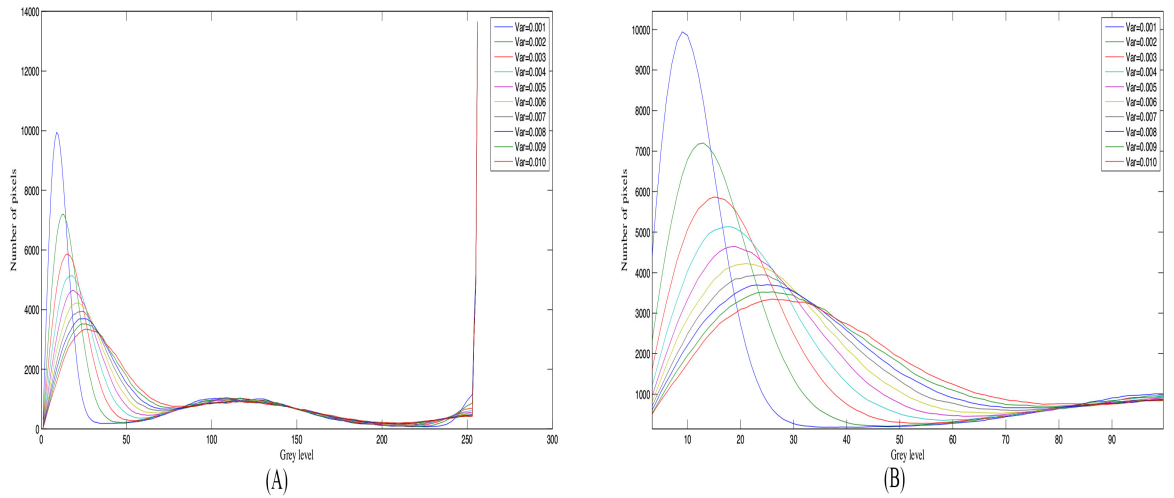 14000
12000
10000
8000
6000
4000
2000
0
Number of pixels
0 50 100 150 200 250 300
Grey level
Var=0.001
Var=0.002
Var=0.003
Var=0.004
Var=0.005
Var=0.006
Var=0.007
Var=0.008
Var=0.009
Var=0.010
(A)
10000
9000
8000
7000
6000
5000
4000
3000
2000
1000
Number of pixels
10 20 30 40 50 60 70 80 90
Grey level
Var=0.001
Var=0.002
Var=0.003
Var=0.004
Var=0.005
Var=0.006
Var=0.007
Var=0.008
Var=0.009
Var=0.010
(B)